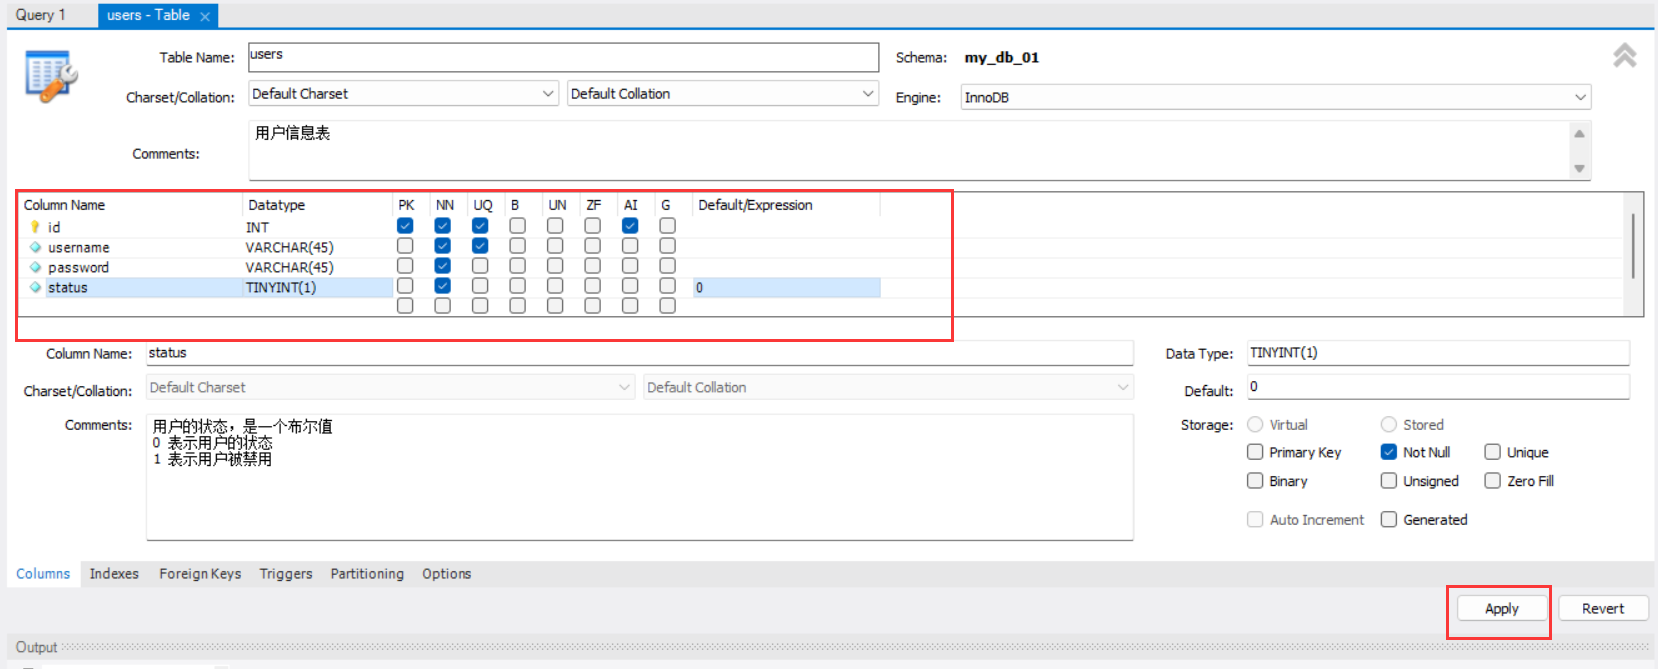 Query 1 users - Table
Table Name: users Schema: my_db_01
Charset/Collation: Default Charset Default Collation Engine: InnoDB
Comments: 用户信息表
Column Name Datatype PK NN UQ B UN ZF AI G Default/Expression
id INT
username VARCHAR(45)
password VARCHAR(45)
status TINYINT(1) 0
Column Name: status Data Type: TINYINT(1)
Charset/Collation: Default Charset Default Collation Default: 0
Comments: 用户的状态，是一个布尔值 Storage: Virtual Stored
0 表示用户的状态
1 表示用户被禁用 Primary Key Not Null Unique
Binary Unsigned Zero Fill
Auto Increment Generated
Columns Indexes Foreign Keys Triggers Partitioning Options
Apply Revert
Output